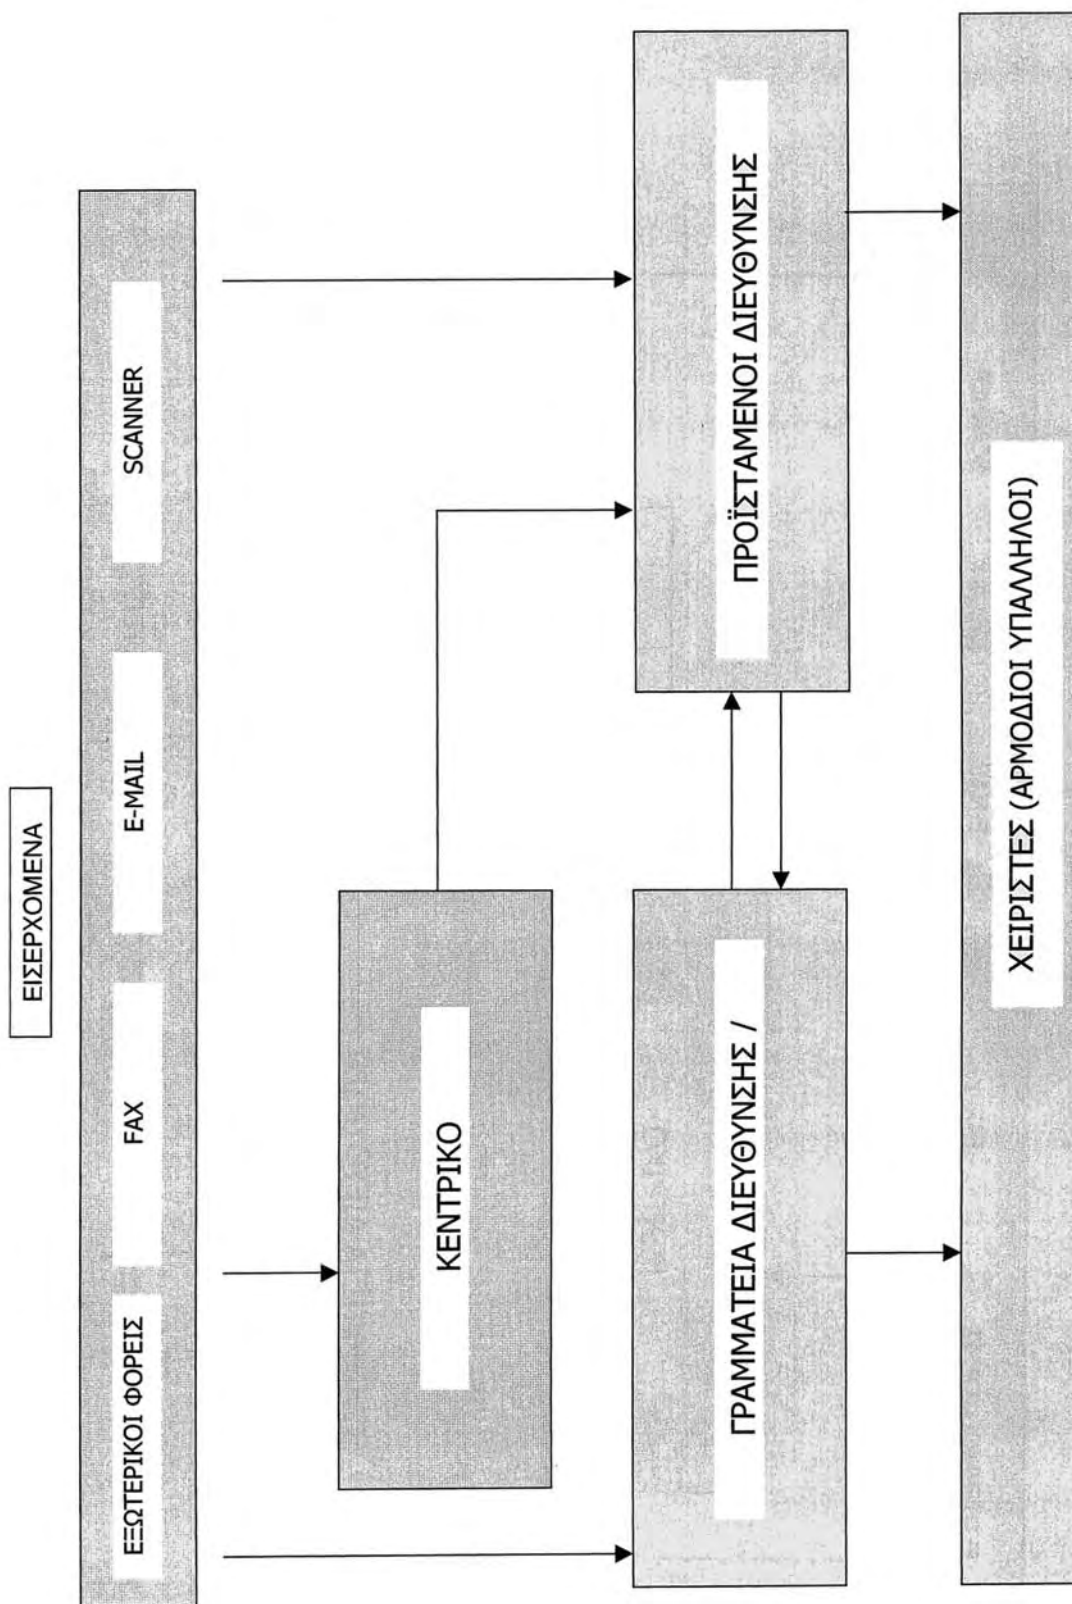 ΕΙΣΕΡΧΟΜΕΝΑ
ΕΞΩΤΕΡΙΚΟΙ ΦΟΡΕΙΣ
FAX
E-MAIL
SCANNER
ΚΕΝΤΡΙΚΟ
ΓΡΑΜΜΑΤΕΙΑ ΔΙΕΥΘΥΝΣΗΣ /
ΠΡΟΪΣΤΑΜΕΝΟΙ ΔΙΕΥΘΥΝΣΗΣ
ΧΕΙΡΙΣΤΕΣ (ΑΡΜΟΔΙΟΙ ΥΠΑΛΛΗΛΟΙ)